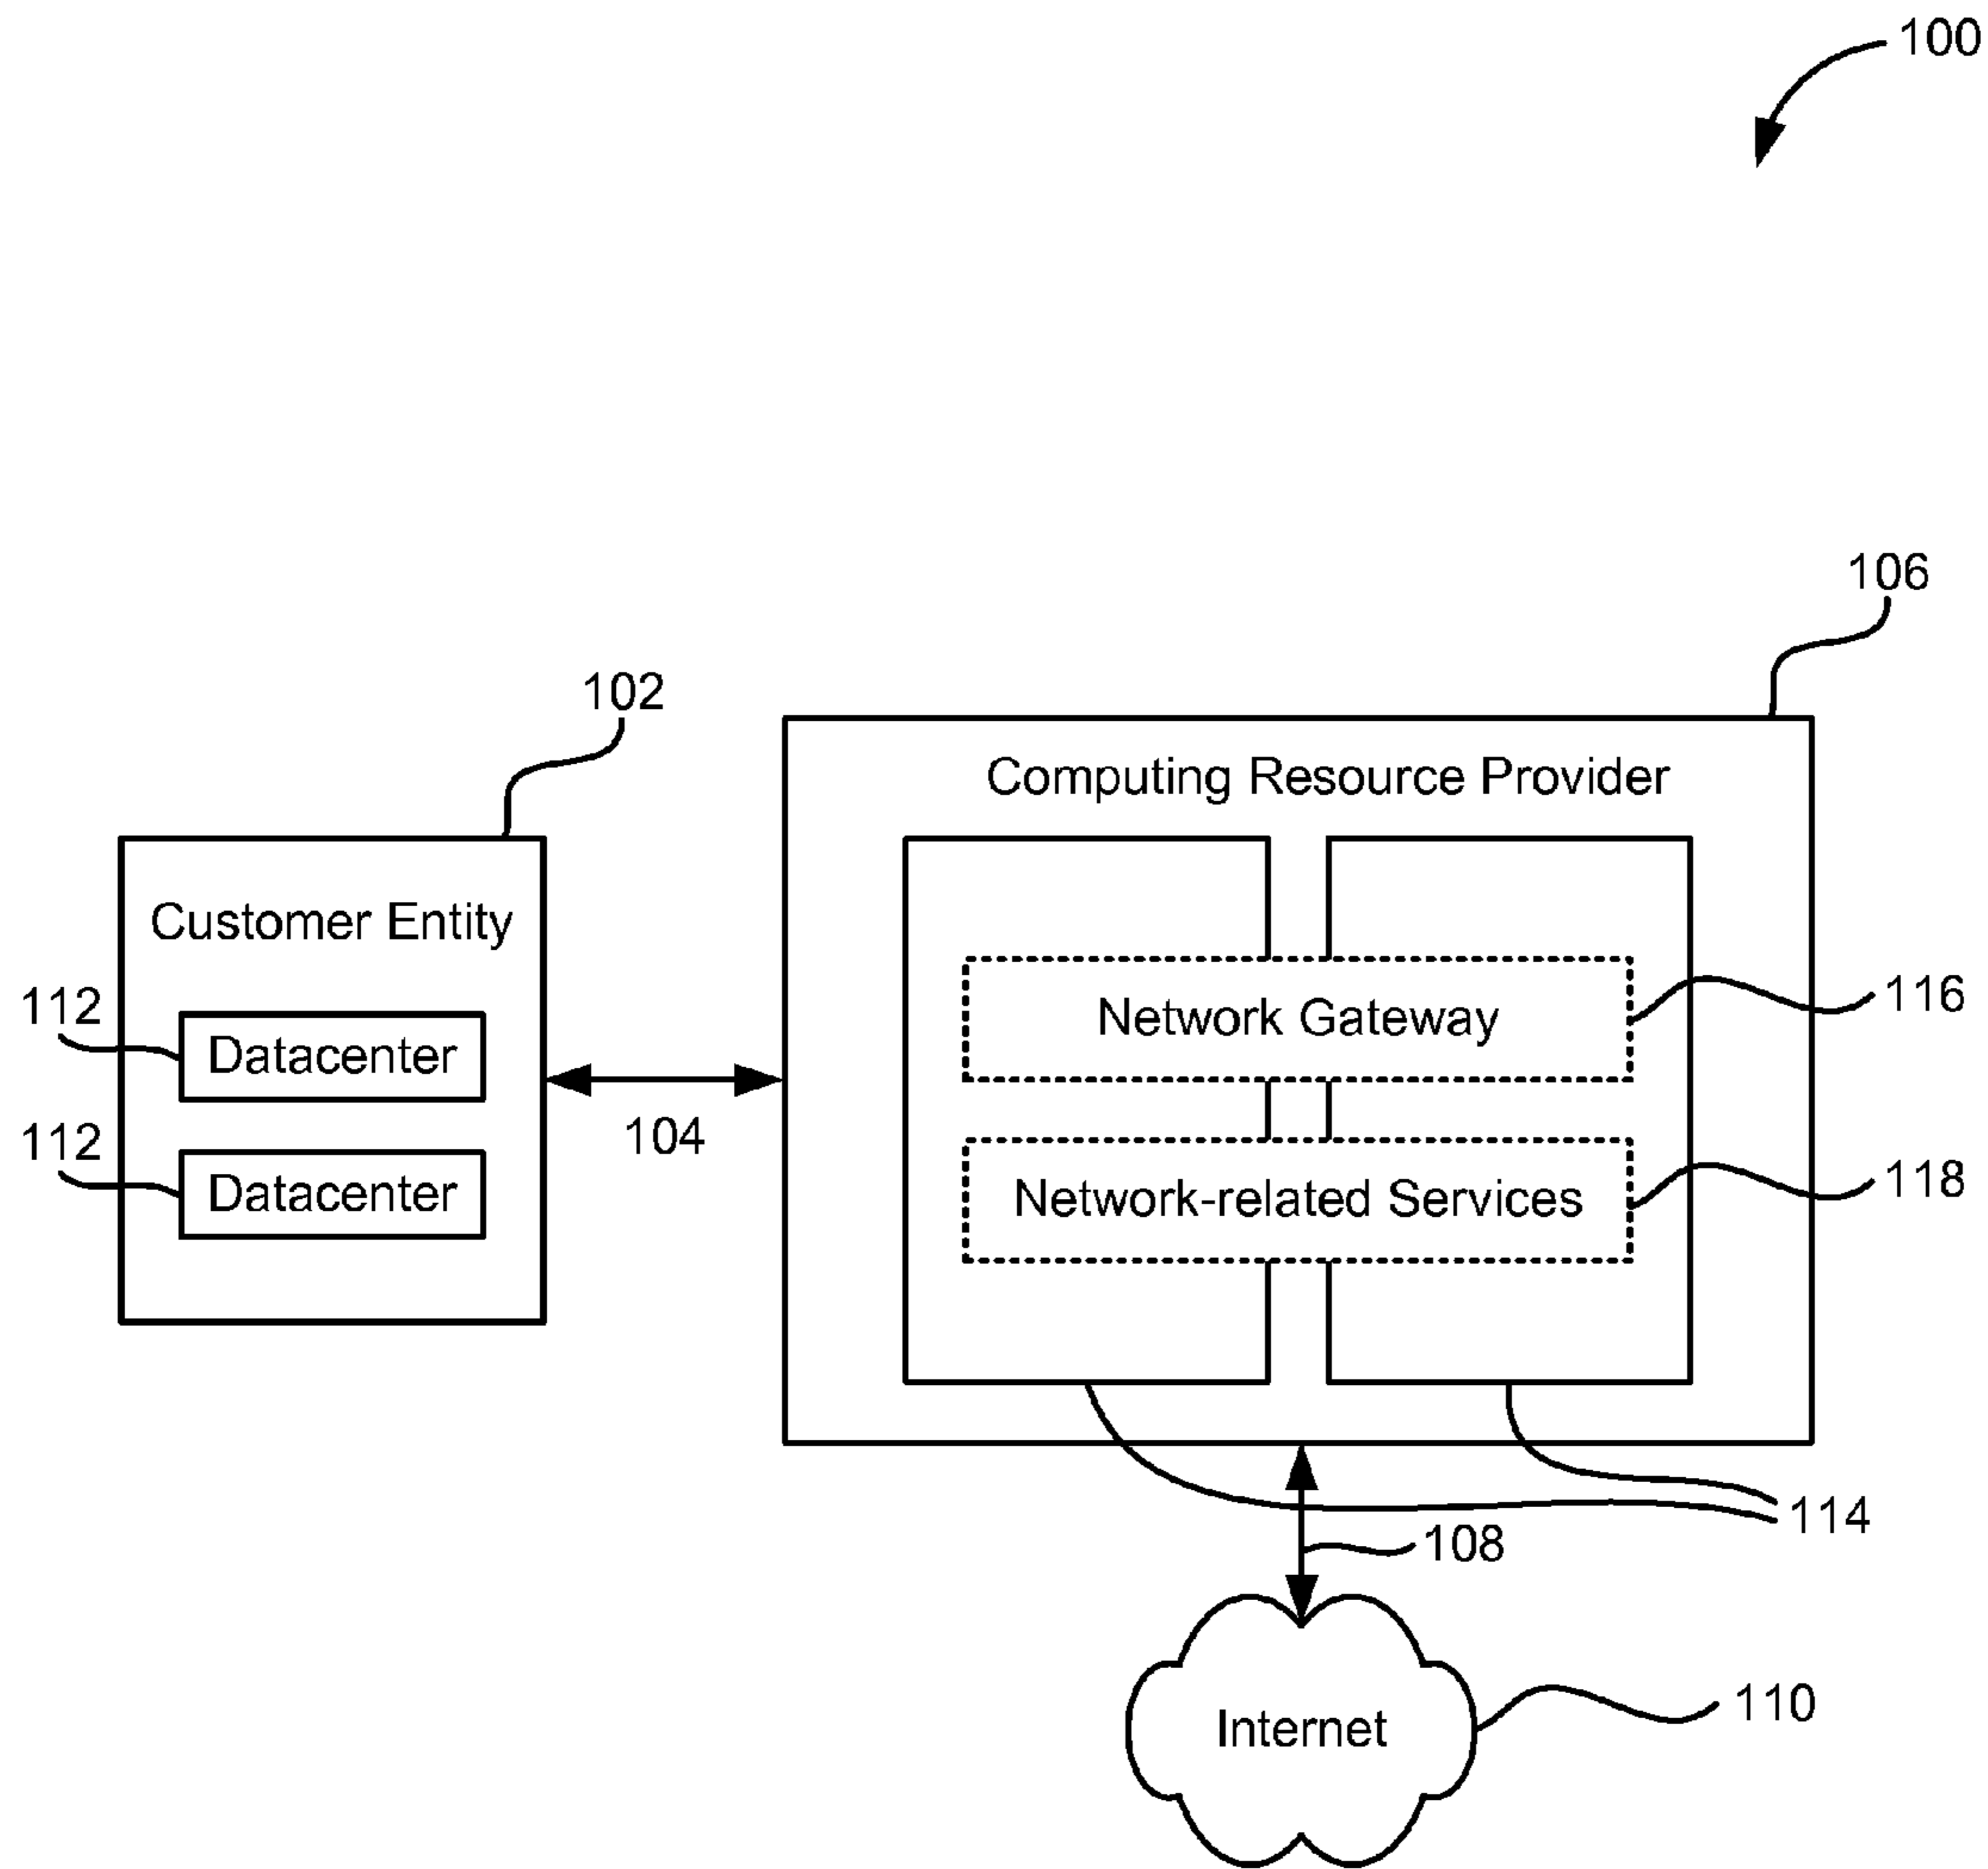 100
106
102
Computing Resource Provider
Customer Entity
112
Datacenter
Network Gateway
116
104
112
Datacenter
Network-related Services
118
114
108
110
Internet